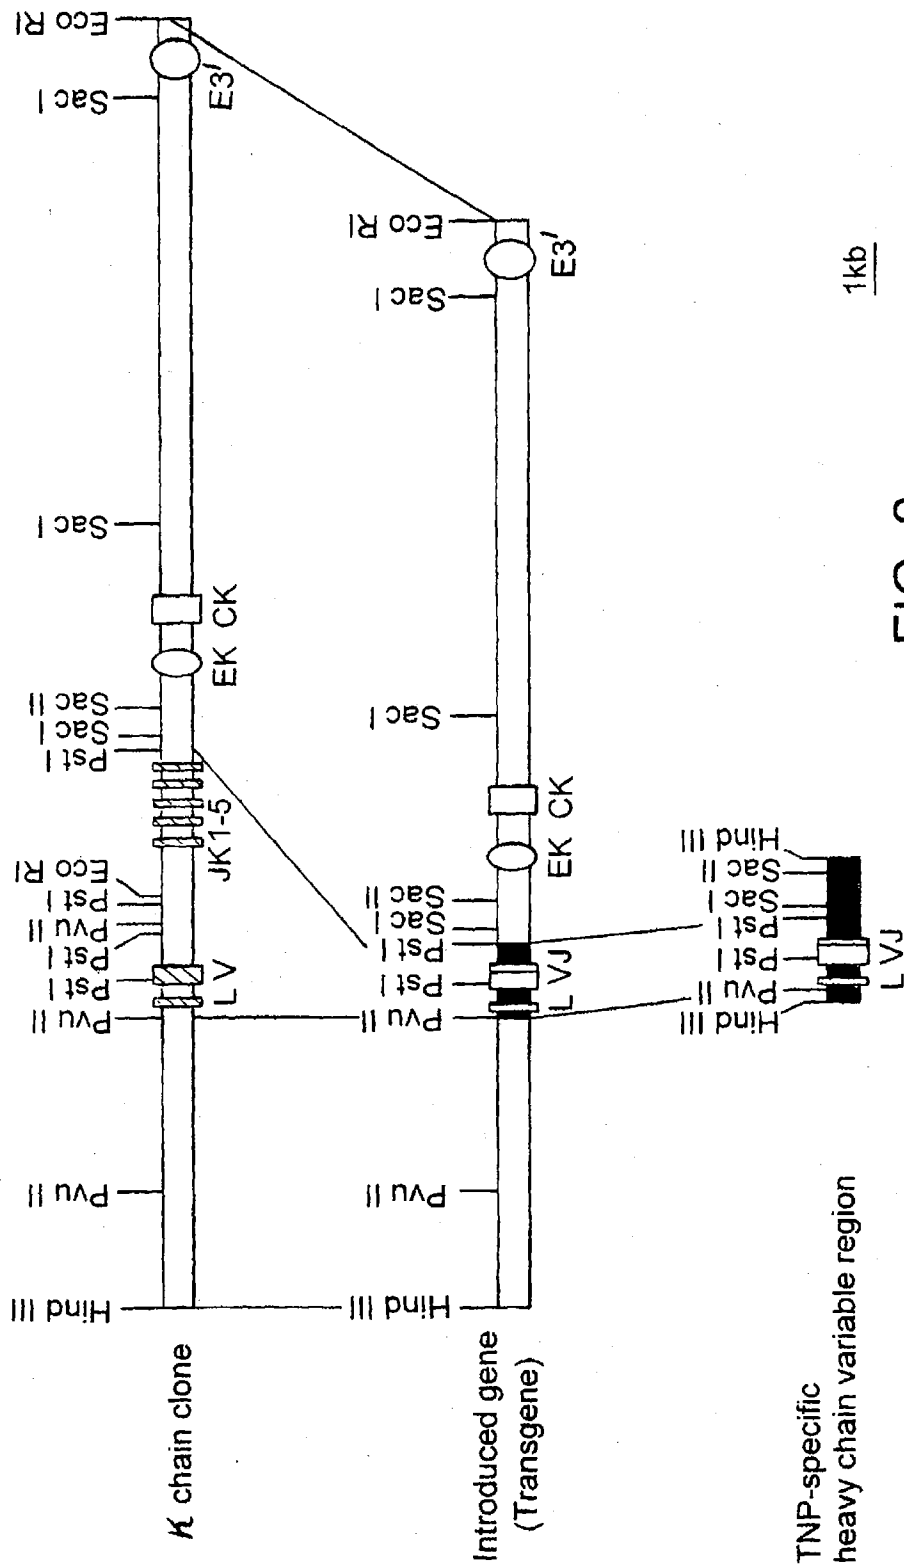 Hind III
Pvu II
Pvu II
Pst I
Pst I
Pvu II
Pst I
Eco RI
Pst I
Sac I
Sac II
Sac I
Sac I
Eco RI
K chain clone
L V JK1-5 EK CK E3'
Hind III
Pvu II
Pvu II
Pst I
Pst I
Sac I
Sac II
Sac I
Sac I
Eco RI
Introduced gene
(Transgene)
L VJ EK CK E3'
Hind III
Pvu II
Pst I
Pst I
Sac I
Sac II
Hind III
TNP-specific
heavy chain variable region
L VJ
1kb
FIG.